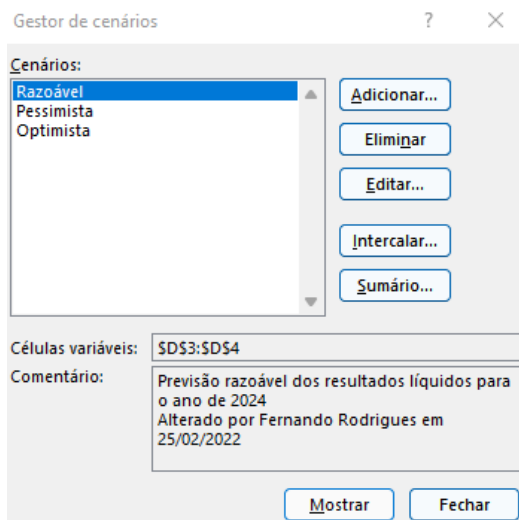 Gestor de cenários
?
Cenários:
Razoável
Pessimista
Optimista
Adicionar...
Eliminar
Editar...
Intercalar...
Sumário...
Células variáveis:
$D$3:$D$4
Comentário:
Previsão razoável dos resultados líquidos para
o ano de 2024
Alterado por Fernando Rodrigues em
25/02/2022
Mostrar
Fechar